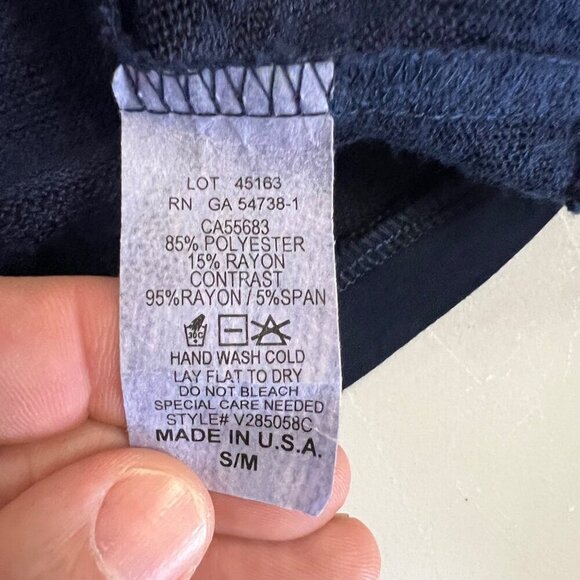 LOT 45163
RN GA 54738-1
CA55683
85% POLYESTER
15% RAYON
CONTRAST
95%RAYON / 5%SPAN
30C
HAND WASH COLD
LAY FLAT TO DRY
DO NOT BLEACH
SPECIAL CARE NEEDED
STYLE# V285058C
MADE IN U.S.A.
S/M